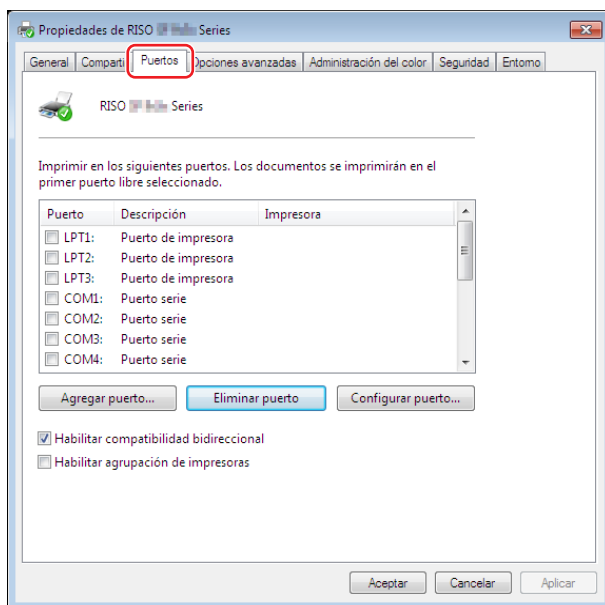 Propiedades de RISO Series
General Comparti Puertos Opciones avanzadas Administración del color Seguridad Entorno
RISO Series
Imprimir en los siguientes puertos. Los documentos se imprimirán en el
primer puerto libre seleccionado.
Puerto Descripción Impresora
LPT1: Puerto de impresora
LPT2: Puerto de impresora
LPT3: Puerto de impresora
COM1: Puerto serie
COM2: Puerto serie
COM3: Puerto serie
COM4: Puerto serie
Agregar puerto... Eliminar puerto Configurar puerto...
Habilitar compatibilidad bidireccional
Habilitar agrupación de impresoras
Aceptar Cancelar Aplicar